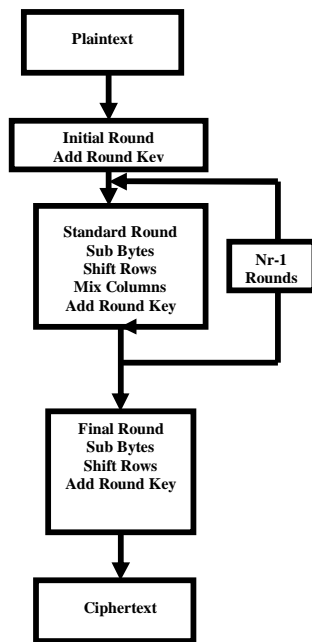 Plaintext
Initial Round
Add Round Key
Standard Round
Sub Bytes
Shift Rows
Mix Columns
Add Round Key
Nr-1
Rounds
Final Round
Sub Bytes
Shift Rows
Add Round Key
Ciphertext